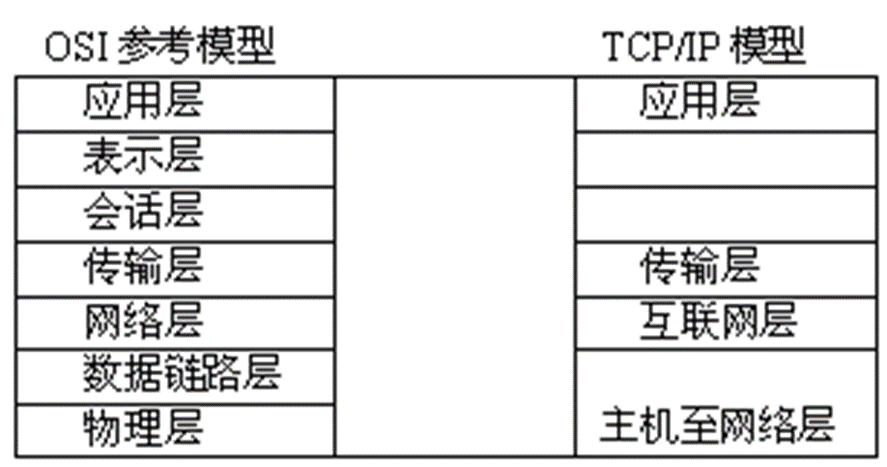 OSI 参考模型 TCP/IP 模型
应用层 应用层
表示层
会话层
传输层 传输层
网络层 互联网层
数据链路层
物理层 主机至网络层